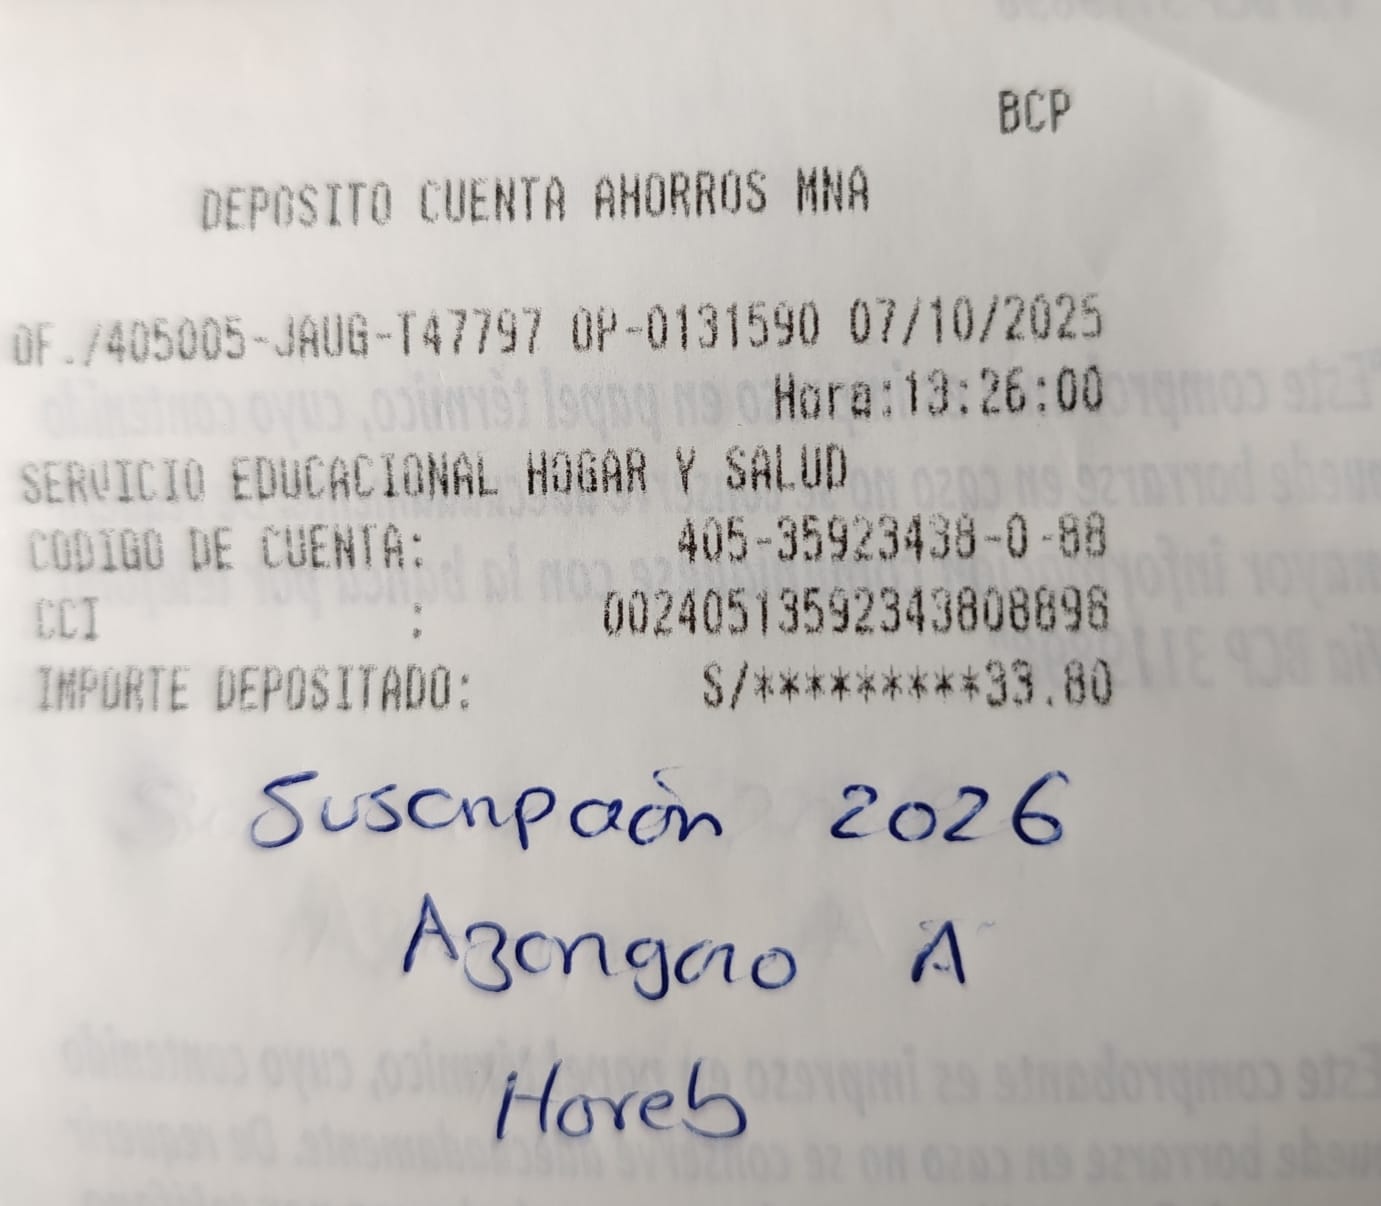 BCP
DEPOSITO CUENTA AHORROS MNA
OF./405005-JAUG-T47797 OP-0131590 07/10/2025
Hora:13:26:00
SERVICIO EDUCACIONAL HOGAR Y SALUD
CODIGO DE CUENTA: 405-35923438-0-88
CCI : 00240513592343808898
IMPORTE DEPOSITADO: S/*********33.80
Suscripción 2026
Azangaro A
Horeb